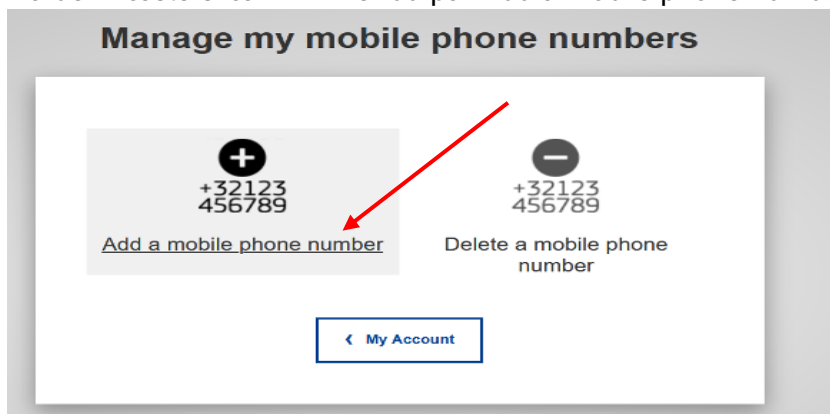 Manage my mobile phone numbers
+32123
456789
Add a mobile phone number
+32123
456789
Delete a mobile phone
number
‹ My Account